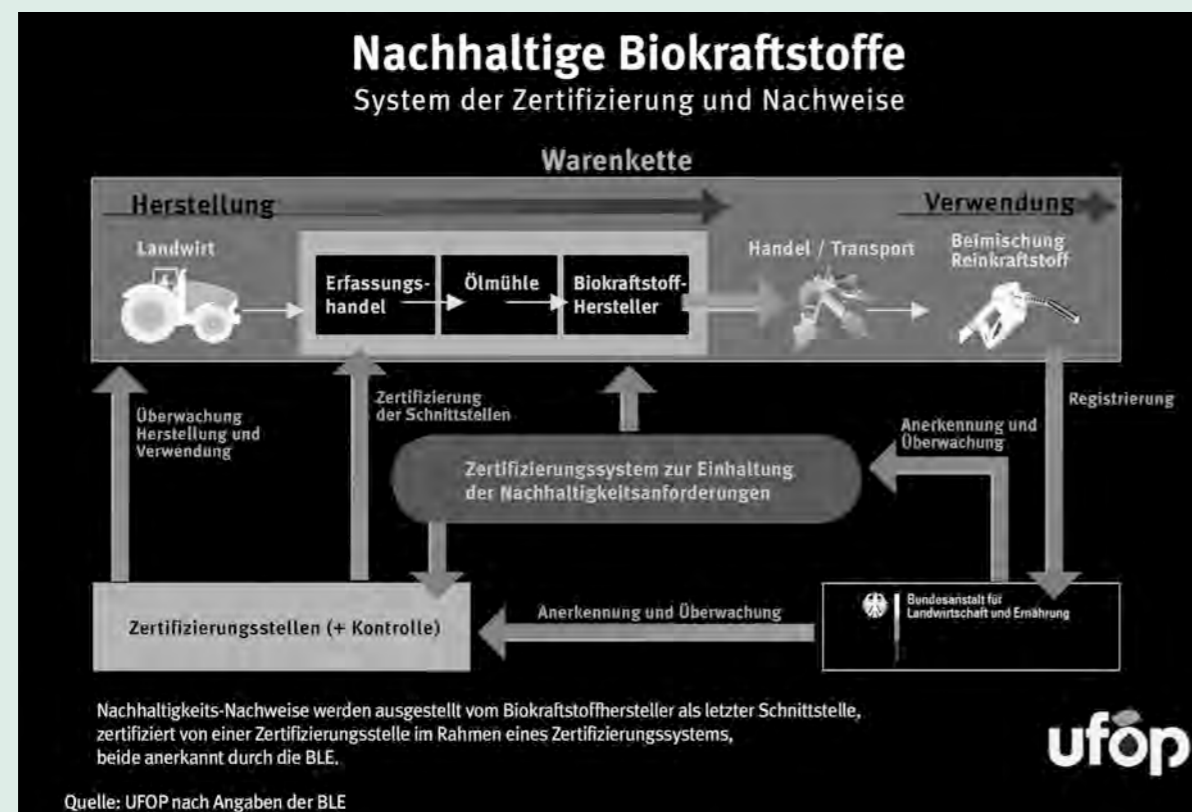 Nachhaltige Biokraftstoffe
System der Zertifizierung und Nachweise
Warenkette
Herstellung
Verwendung
Landwirt
Erfassungs-
handel
Ölmühle
Biokraftstoff-
Hersteller
Handel / Transport
Beimischung
Reinkraftstoff
Überwachung
Herstellung und
Verwendung
Zertifizierung
der Schnittstellen
Zertifizierungssystem zur Einhaltung
der Nachhaltigkeitsanforderungen
Anerkennung und
Überwachung
Registrierung
Zertifizierungsstellen (+ Kontrolle)
Anerkennung und Überwachung
Bundesanstalt für
Landwirtschaft und Ernährung
Nachhaltigkeits-Nachweise werden ausgestellt vom Biokraftstoffhersteller als letzter Schnittstelle,
zertifiziert von einer Zertifizierungsstelle im Rahmen eines Zertifizierungssystems,
beide anerkannt durch die BLE.
ufop
Quelle: UFOP nach Angaben der BLE